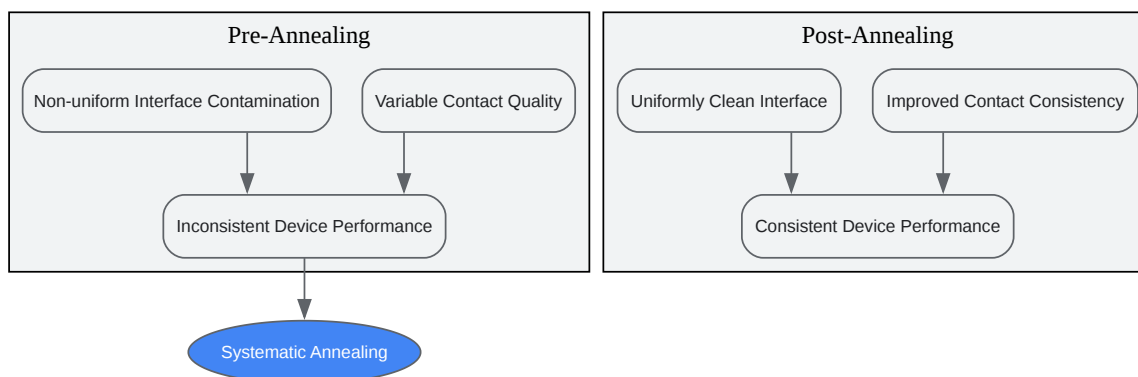 Pre-Annealing
Non-uniform Interface Contamination
Variable Contact Quality
Inconsistent Device Performance
Systematic Annealing
Post-Annealing
Uniformly Clean Interface
Improved Contact Consistency
Consistent Device Performance